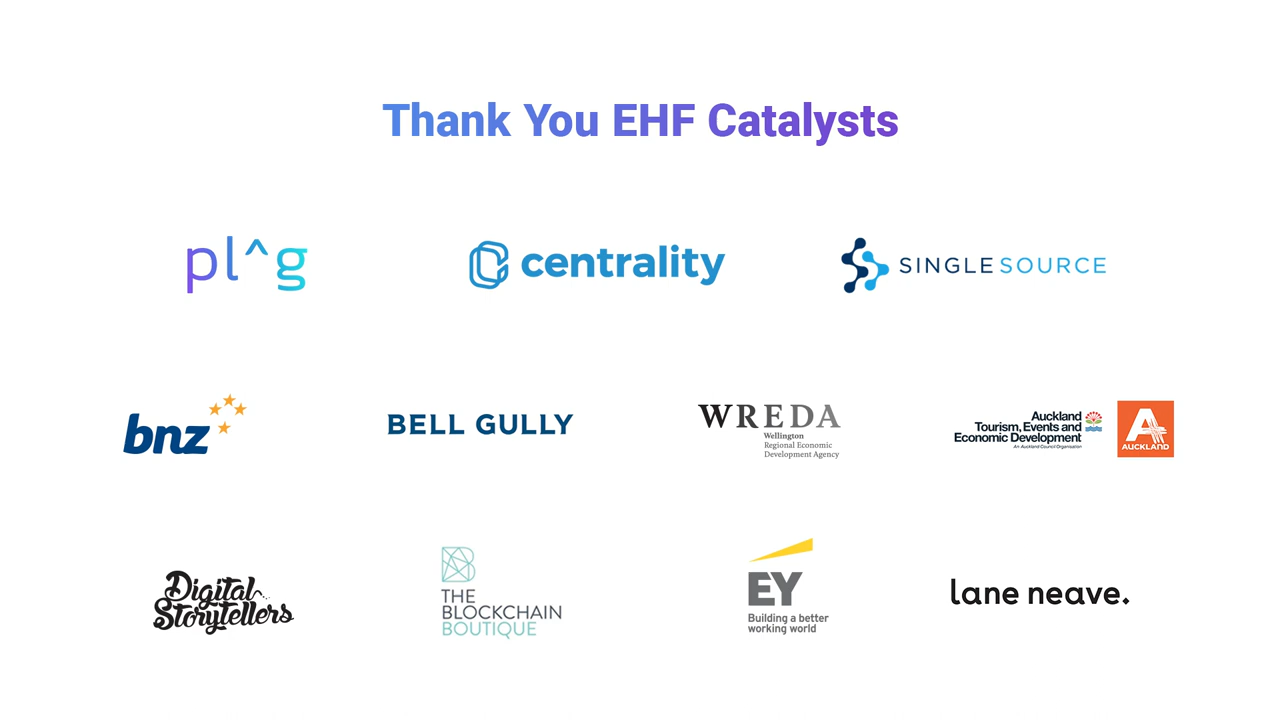 Thank You EHF Catalysts
pl^g
centrality
SINGLE SOURCE
bnz
BELL GULLY
WREDA
Wellington
Regional Economic
Development Agency
Auckland
Tourism, Events and
Economic Development
An Auckland Council Organisation
AUCKLAND
Digital
Storytellers
THE
BLOCKCHAIN
BOUTIQUE
EY
Building a better
working world
lane neave.